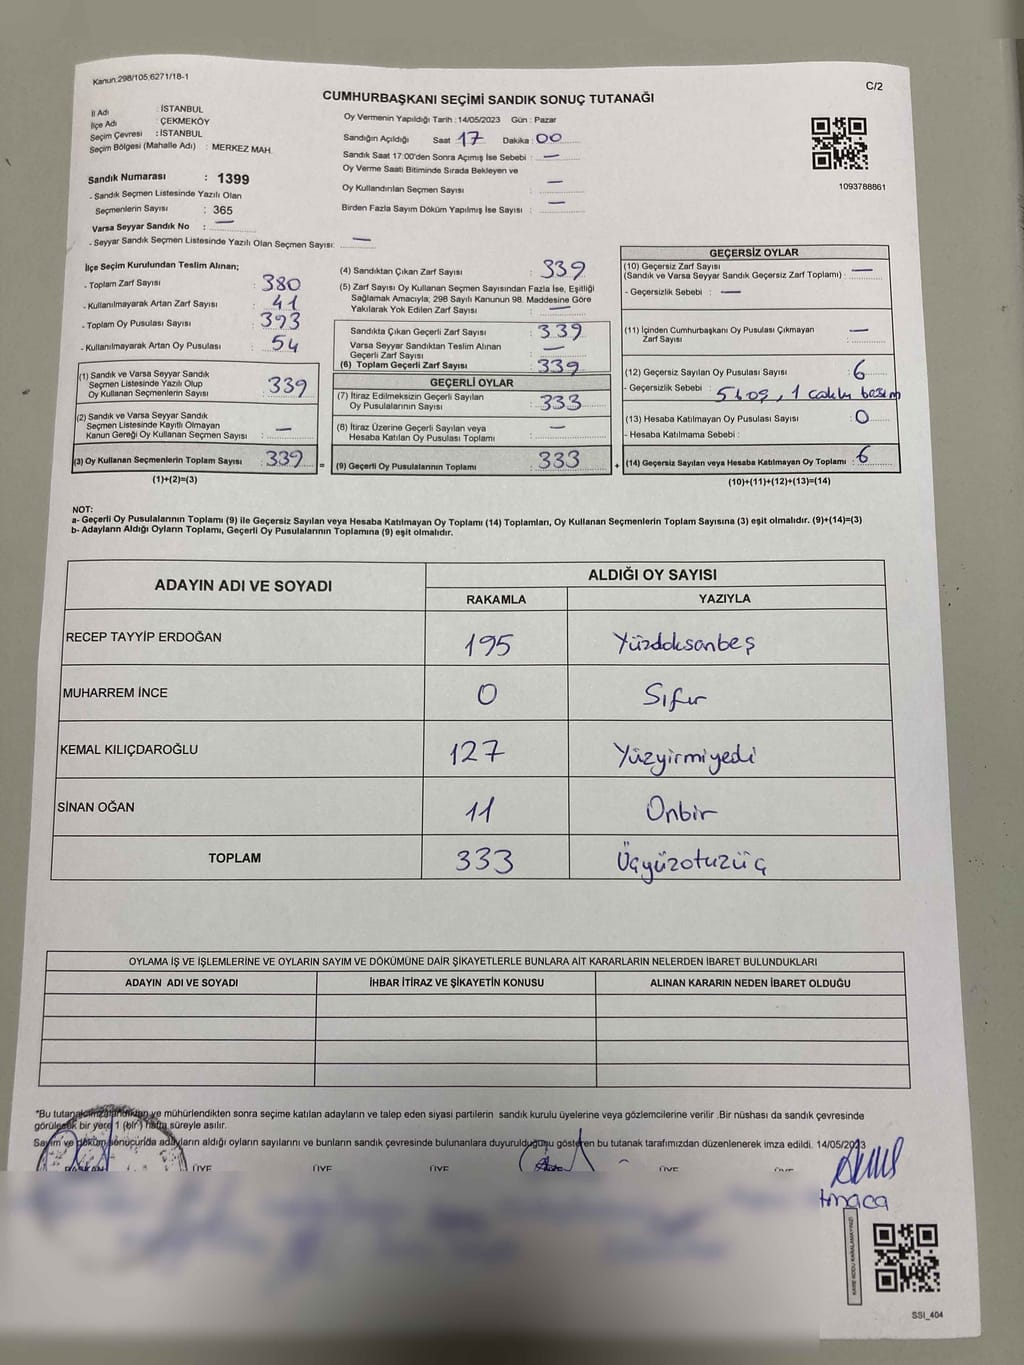 Kanun:298/105,6271/18-1
C/2
CUMHURBAŞKANI SEÇİMİ SANDIK SONUÇ TUTANAĞI
İl Adı : İSTANBUL
İlçe Adı : ÇEKMEKÖY
Seçim Çevresi : İSTANBUL
Seçim Bölgesi (Mahalle Adı) : MERKEZ MAH.
Sandık Numarası : 1399
- Sandık Seçmen Listesinde Yazılı Olan
Seçmenlerin Sayısı : 365
Varsa Seyyar Sandık No : —
- Seyyar Sandık Seçmen Listesinde Yazılı Olan Seçmen Sayısı: —
Oy Vermenin Yapıldığı Tarih : 14/05/2023 Gün : Pazar
Sandığın Açıldığı Saat 17 Dakika : 00
Sandık Saat 17:00'den Sonra Açımış İse Sebebi : —
Oy Verme Saati Bitiminde Sırada Bekleyen ve
Oy Kullandırılan Seçmen Sayısı : —
Birden Fazla Sayım Döküm Yapılmış İse Sayısı : —
1093788861
İlçe Seçim Kurulundan Teslim Alınan;
- Toplam Zarf Sayısı : 380
- Kullanılmayarak Artan Zarf Sayısı : 41
- Toplam Oy Pusulası Sayısı : 393
- Kullanılmayarak Artan Oy Pusulası : 54
(1) Sandık ve Varsa Seyyar Sandık
Seçmen Listesinde Yazılı Olup
Oy Kullanan Seçmenlerin Sayısı : 339
(2) Sandık ve Varsa Seyyar Sandık
Seçmen Listesinde Kayıtlı Olmayan
Kanun Gereği Oy Kullanan Seçmen Sayısı : —
(3) Oy Kullanan Seçmenlerin Toplam Sayısı : 339 =
(1)+(2)=(3)
(4) Sandıktan Çıkan Zarf Sayısı : 339
(5) Zarf Sayısı Oy Kullanan Seçmen Sayısından Fazla İse, Eşitliği
Sağlamak Amacıyla; 298 Sayılı Kanunun 98. Maddesine Göre
Yakılarak Yok Edilen Zarf Sayısı : —
Sandıkta Çıkan Geçerli Zarf Sayısı : 339
Varsa Seyyar Sandıktan Teslim Alınan
Geçerli Zarf Sayısı : —
(6) Toplam Geçerli Zarf Sayısı : 339
GEÇERLİ OYLAR
(7) İtiraz Edilmeksizin Geçerli Sayılan
Oy Pusulalarının Sayısı : 333
(8) İtiraz Üzerine Geçerli Sayılan veya
Hesaba Katılan Oy Pusulası Toplamı : —
(9) Geçerli Oy Pusulalarının Toplamı : 333 +
GEÇERSİZ OYLAR
(10) Geçersiz Zarf Sayısı
(Sandık ve Varsa Seyyar Sandık Geçersiz Zarf Toplamı) : —
- Geçersizlik Sebebi : —
(11) İçinden Cumhurbaşkanı Oy Pusulası Çıkmayan
Zarf Sayısı : —
(12) Geçersiz Sayılan Oy Pusulası Sayısı : 6
- Geçersizlik Sebebi : 5 boş, 1 basım
(13) Hesaba Katılmayan Oy Pusulası Sayısı : 0
- Hesaba Katılmama Sebebi :
(14) Geçersiz Sayılan veya Hesaba Katılmayan Oy Toplamı : 6
(10)+(11)+(12)+(13)=(14)
NOT:
a- Geçerli Oy Pusulalarının Toplamı (9) ile Geçersiz Sayılan veya Hesaba Katılmayan Oy Toplamı (14) Toplamları, Oy Kullanan Seçmenlerin Toplam Sayısına (3) eşit olmalıdır. (9)+(14)=(3)
b- Adayların Aldığı Oyların Toplamı, Geçerli Oy Pusulalarının Toplamına (9) eşit olmalıdır.
ADAYIN ADI VE SOYADI ALDIĞI OY SAYISI
RAKAMLA YAZIYLA
RECEP TAYYİP ERDOĞAN 195 Yüzdoksanbeş
MUHARREM İNCE 0 Sıfır
KEMAL KILIÇDAROĞLU 127 Yüzyirmiyedi
SİNAN OĞAN 11 Onbir
TOPLAM 333 Üçyüzotuzüç
OYLAMA İŞ VE İŞLEMLERİNE VE OYLARIN SAYIM VE DÖKÜMÜNE DAİR ŞİKAYETLERLE BUNLARA AİT KARARLARIN NELERDEN İBARET BULUNDUKLARI
ADAYIN ADI VE SOYADI İHBAR İTİRAZ VE ŞİKAYETİN KONUSU ALINAN KARARIN NEDEN İBARET OLDUĞU
"Bu tutanak imzalandıktan ve mühürlendikten sonra seçime katılan adayların ve talep eden siyasi partilerin sandık kurulu üyelerine veya gözlemcilerine verilir .Bir nüshası da sandık çevresinde
görülecek bir yere 1 (bir) hafta süreyle asılır.
Sayım ve döküm sonucunda adayların aldığı oyların sayılarını ve bunların sandık çevresinde bulunanlara duyurulduğunu gösteren bu tutanak tarafımızdan düzenlenerek imza edildi. 14/05/2023
BAŞKAN ÜYE ÜYE ÜYE ÜYE ÜYE
SSI_404